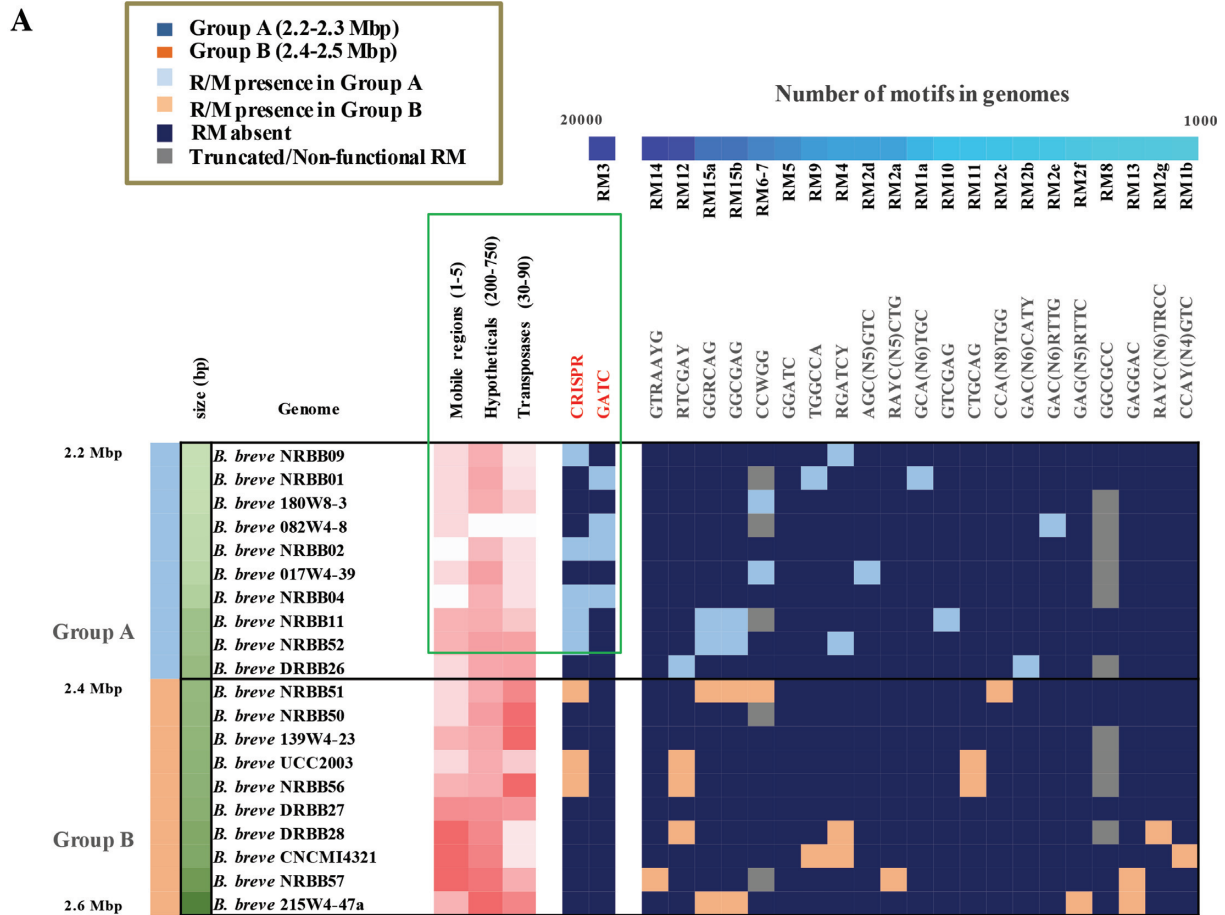 A
Group A (2.2-2.3 Mbp)
Group B (2.4-2.5 Mbp)
R/M presence in Group A
R/M presence in Group B
RM absent
Truncated/Non-functional RM
Number of motifs in genomes
20000
1000
RM3
RM14
RM12
RM15a
RM15b
RM6-7
RM5
RM9
RM4
RM2d
RM2a
RM1a
RM10
RM11
RM2c
RM2b
RM2e
RM2f
RM8
RM13
RM2g
RM1b
size (bp)
Genome
Mobile regions (1-5)
Hypotheticals (200-750)
Transposases (30-90)
CRISPR
GATC
GTRAAYG
RTCGAY
GGRCAG
GGCGAG
CCWGG
GGATC
TGGCCA
RGATCY
AGC(N5)GTC
RAYC(N5)CTG
GCA(N6)TGC
GTCGAG
CTGCAG
CCA(N8)TGG
GAC(N6)CATY
GAC(N6)RTTG
GAG(N5)RTTC
GGCGCC
GAGGAC
RAYC(N6)TRCC
CCAY(N4)GTC
2.2 Mbp
B. breve NRBB09
B. breve NRBB01
B. breve 180W8-3
B. breve 082W4-8
B. breve NRBB02
B. breve 017W4-39
B. breve NRBB04
B. breve NRBB11
Group A
B. breve NRBB52
B. breve DRBB26
2.4 Mbp
B. breve NRBB51
B. breve NRBB50
B. breve 139W4-23
B. breve UCC2003
B. breve NRBB56
B. breve DRBB27
B. breve DRBB28
Group B
B. breve CNCMI4321
B. breve NRBB57
2.6 Mbp
B. breve 215W4-47a